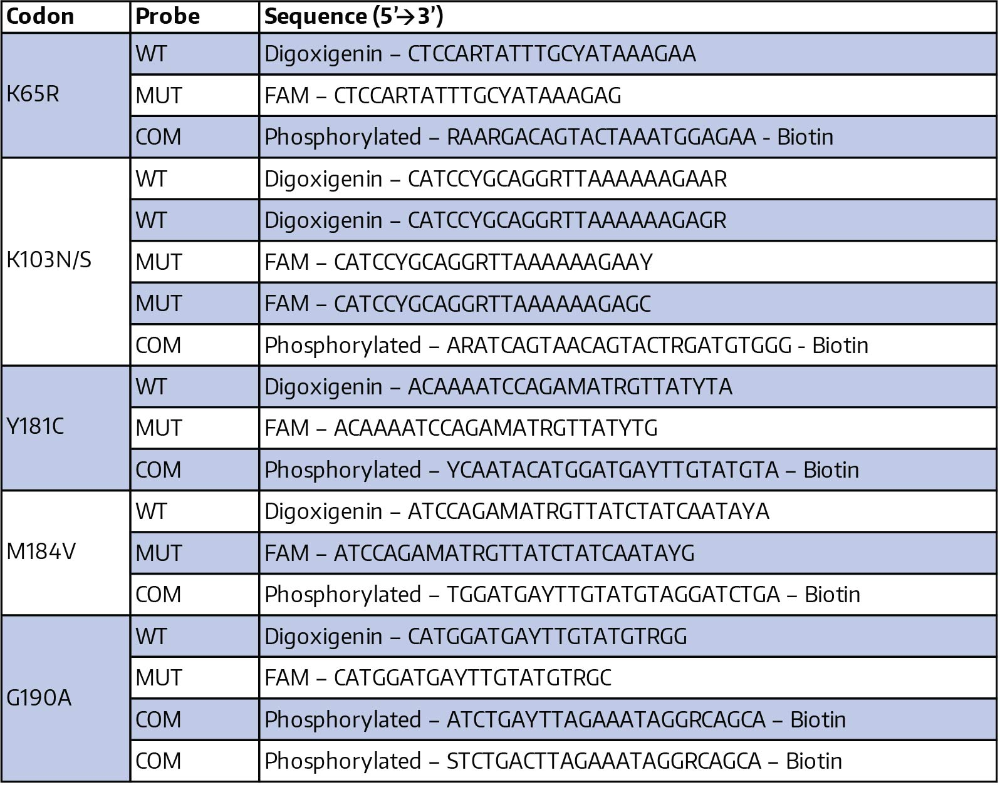 Codon Probe Sequence (5’→3’)
K65R
WT Digoxigenin – CTCCARTATTTGCYATAAAGAA
MUT FAM – CTCCARTATTTGCYATAAAGAG
COM Phosphorylated – RAARGACAGTACTAAATGGAGAA - Biotin
K103N/S
WT Digoxigenin – CATCCYGCAGGRTTAAAAAAGAAR
WT Digoxigenin – CATCCYGCAGGRTTAAAAAAGAGR
MUT FAM – CATCCYGCAGGRTTAAAAAAGAAY
MUT FAM – CATCCYGCAGGRTTAAAAAAGAGC
COM Phosphorylated – ARATCAGTAACAGTACTRGATGTGGG - Biotin
Y181C
WT Digoxigenin – ACAAAATCCAGAMATRGTTATYTA
MUT FAM – ACAAAATCCAGAMATRGTTATYTG
COM Phosphorylated – YCAATACATGGATGAYTTGTATGTA – Biotin
M184V
WT Digoxigenin – ATCCAGAMATRGTTATCTATCAATAYA
MUT FAM – ATCCAGAMATRGTTATCTATCAATAYG
COM Phosphorylated – TGGATGAYTTGTATGTAGGATCTGA – Biotin
G190A
WT Digoxigenin – CATGGATGAYTTGTATGTRGG
MUT FAM – CATGGATGAYTTGTATGTRGC
COM Phosphorylated – ATCTGAYTTAGAAATAGGRCAGCA – Biotin
COM Phosphorylated – STCTGACTTAGAAATAGGRCAGCA – Biotin